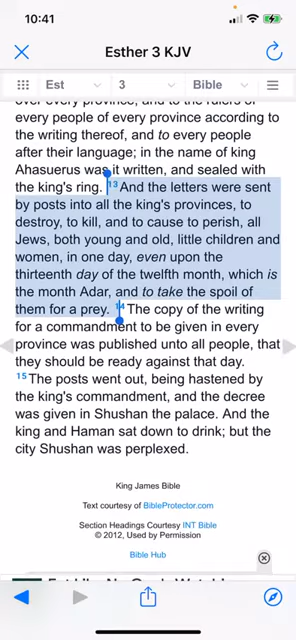 10:41
Esther 3 KJV
Est 3 Bible
over every province, and to the rulers of
every people of every province according to
the writing thereof, and to every people
after their language; in the name of king
Ahasuerus was it written, and sealed with
the king's ring. 13 And the letters were sent
by posts into all the king's provinces, to
destroy, to kill, and to cause to perish, all
Jews, both young and old, little children and
women, in one day, even upon the
thirteenth day of the twelfth month, which is
the month Adar, and to take the spoil of
them for a prey. 14 The copy of the writing
for a commandment to be given in every
province was published unto all people, that
they should be ready against that day.
15 The posts went out, being hastened by
the king's commandment, and the decree
was given in Shushan the palace. And the
king and Haman sat down to drink; but the
city Shushan was perplexed.
King James Bible
Text courtesy of BibleProtector.com
Section Headings Courtesy INT Bible
© 2012, Used by Permission
Bible Hub